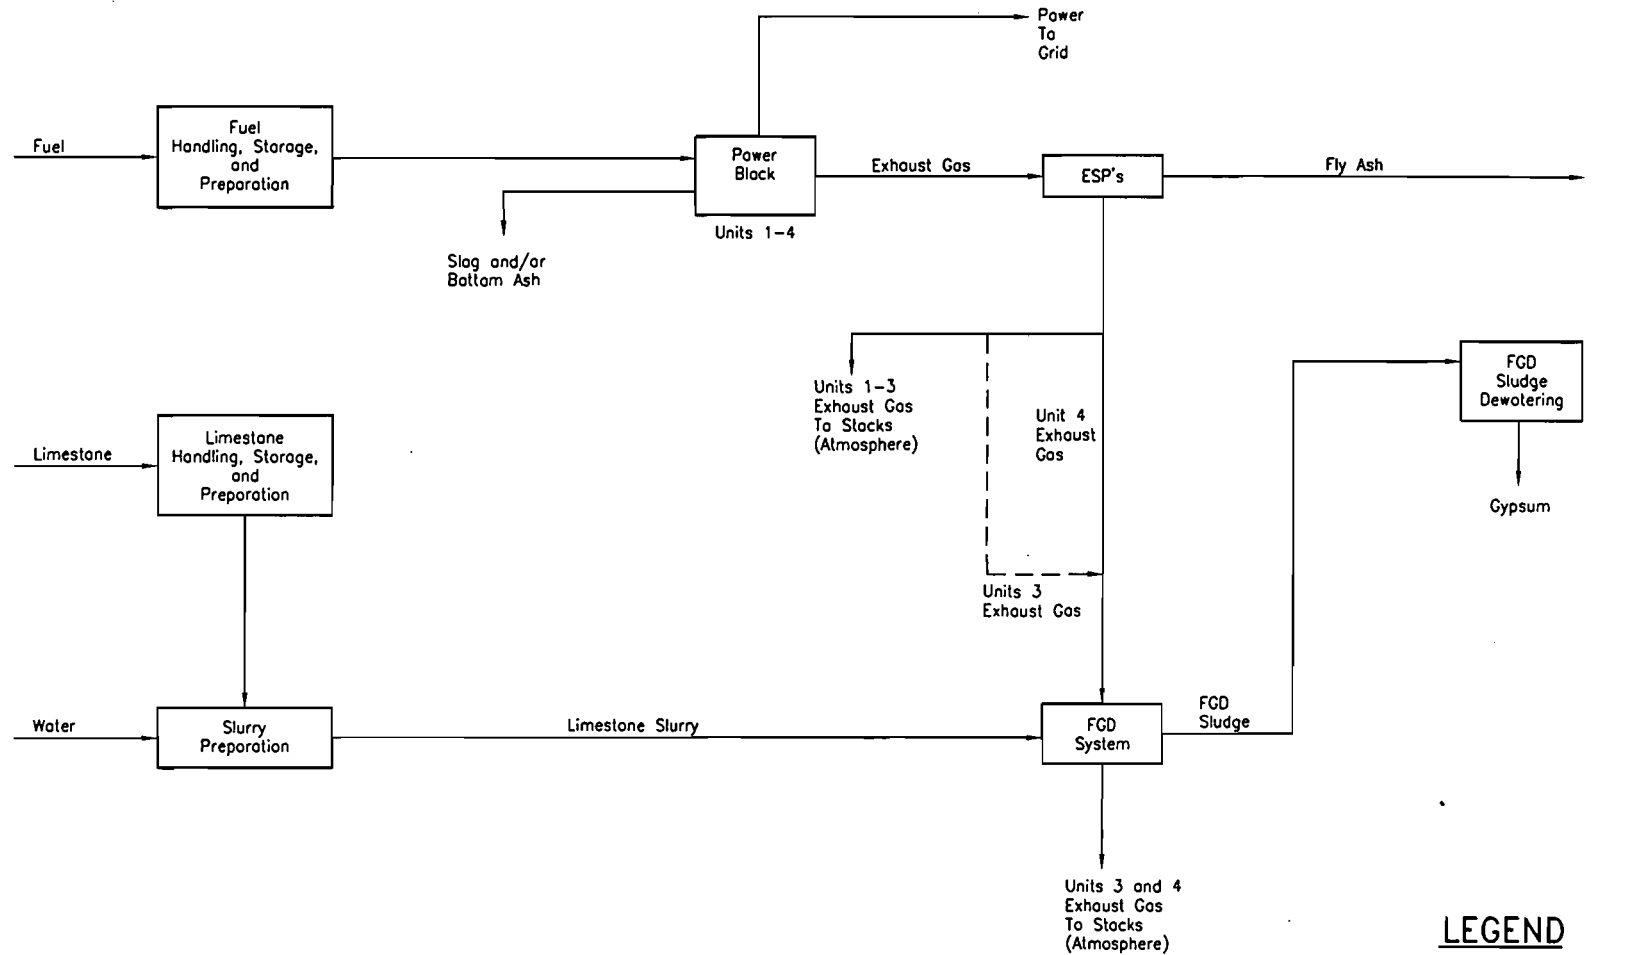 Power
To
Grid
Fuel
Fuel
Handling, Storage,
and
Preparation
Power
Block
Units 1-4
Exhaust Gas
ESP's
Fly Ash
Slag and/or
Bottom Ash
Units 1-3
Exhaust Gas
To Stacks
(Atmosphere)
Unit 4
Exhaust
Gas
FGD
Sludge
Dewatering
Gypsum
Limestone
Limestone
Handling, Storage,
and
Preparation
Units 3
Exhaust Gas
Water
Slurry
Preparation
Limestone Slurry
FGD
System
FGD
Sludge
Units 3 and 4
Exhaust Gas
To Stacks
(Atmosphere)
LEGEND